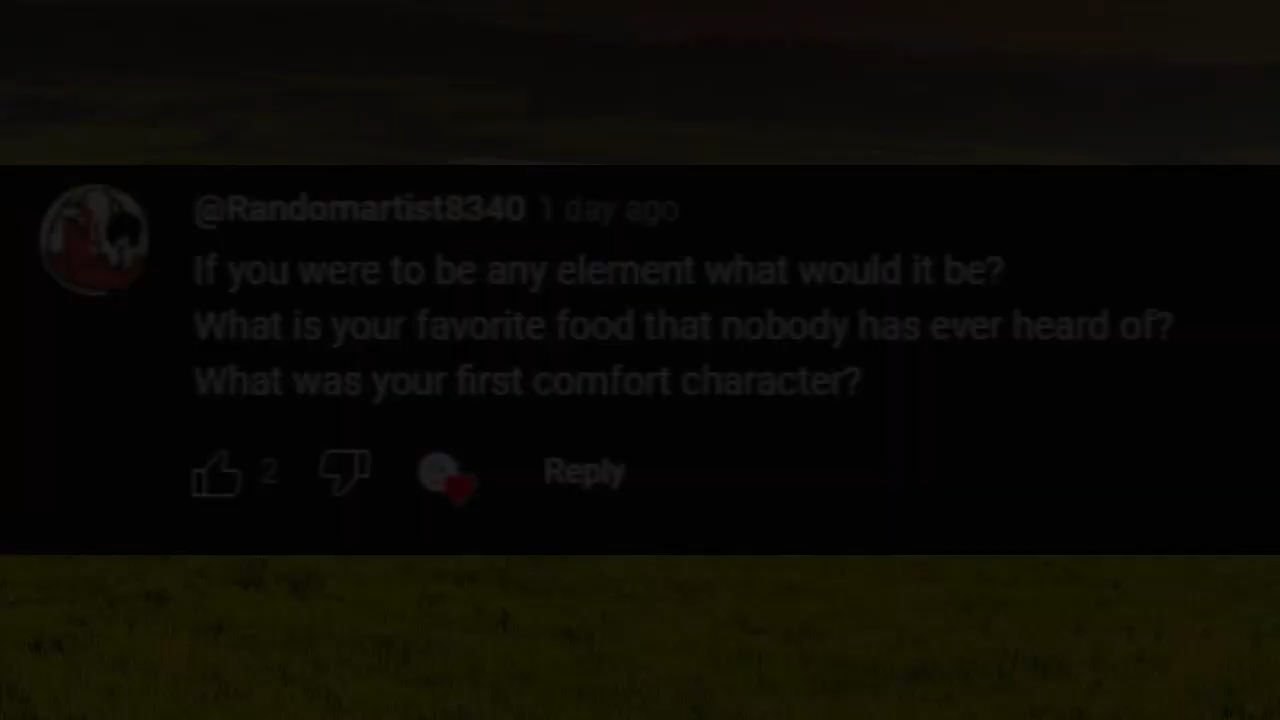 @Randomartist8340 1 day ago
If you were to be any element what would it be?
What is your favorite food that nobody has ever heard of?
What was your first comfort character?
2 Reply